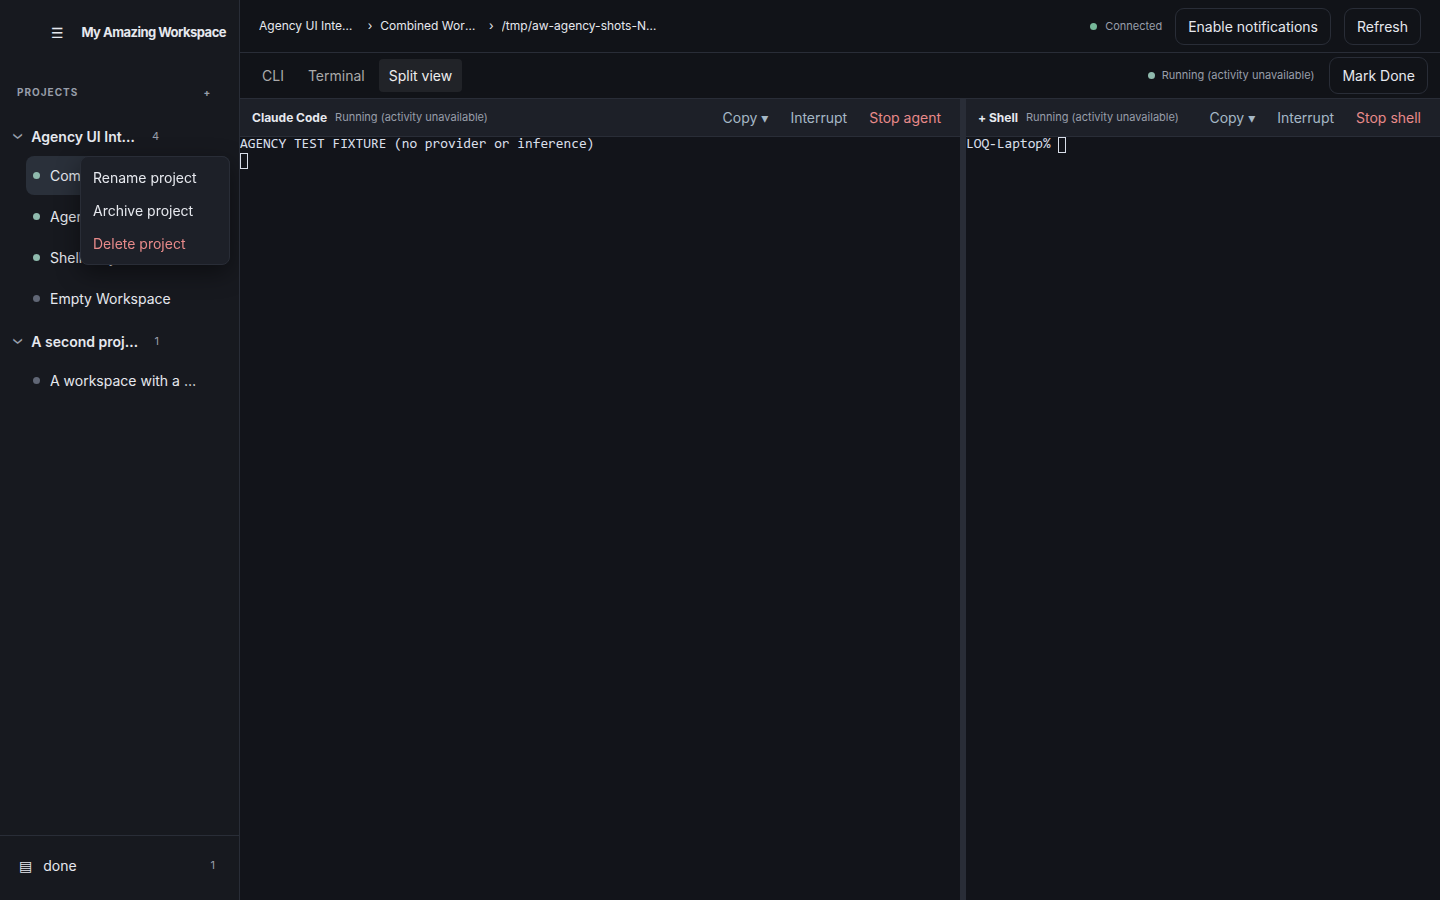 ☰ My Amazing Workspace
PROJECTS +
Agency UI Int... 4
Com
Rename project
Archive project
Agen
Delete project
Shell
Empty Workspace
A second proj... 1
A workspace with a ...
done 1
Agency UI Inte... › Combined Wor... › /tmp/aw-agency-shots-N...
Connected Enable notifications Refresh
CLI Terminal Split view
Running (activity unavailable) Mark Done
Claude Code Running (activity unavailable) Copy ▾ Interrupt Stop agent
AGENCY TEST FIXTURE (no provider or inference)
+ Shell Running (activity unavailable) Copy ▾ Interrupt Stop shell
LOQ-Laptop%